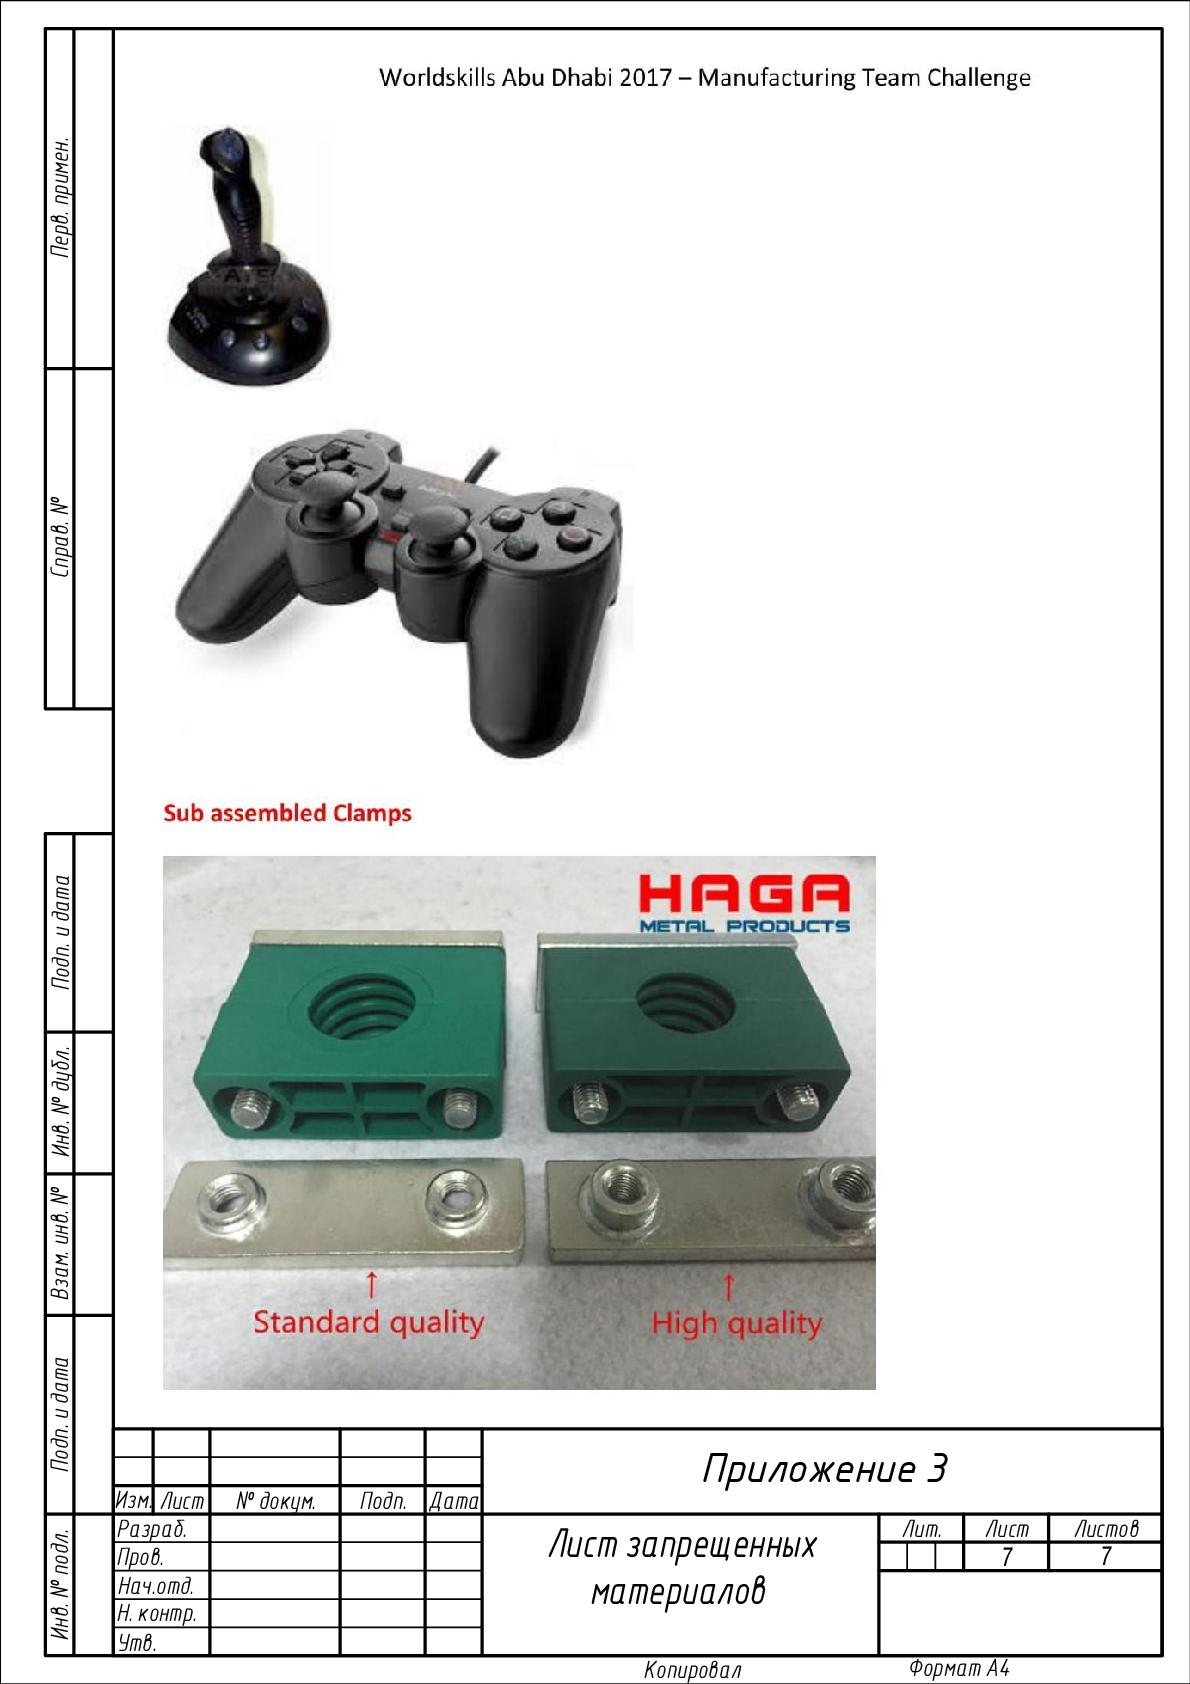 Worldskills Abu Dhabi 2017 – Manufacturing Team Challenge
Перв. примен.
Справ. №
Sub assembled Clamps
HAGA
METAL PRODUCTS
Standard quality
High quality
Подп. и дата
Инв. № дубл.
Взам. инв. №
Подп. и дата
Инв. № подл.
Изм. Лист № докум. Подп. Дата
Разраб.
Пров.
Нач.отд.
Н. контр.
Утв.
Приложение 3
Лист запрещенных
материалов
Лит. Лист Листов
7 7
Копировал Формат А4